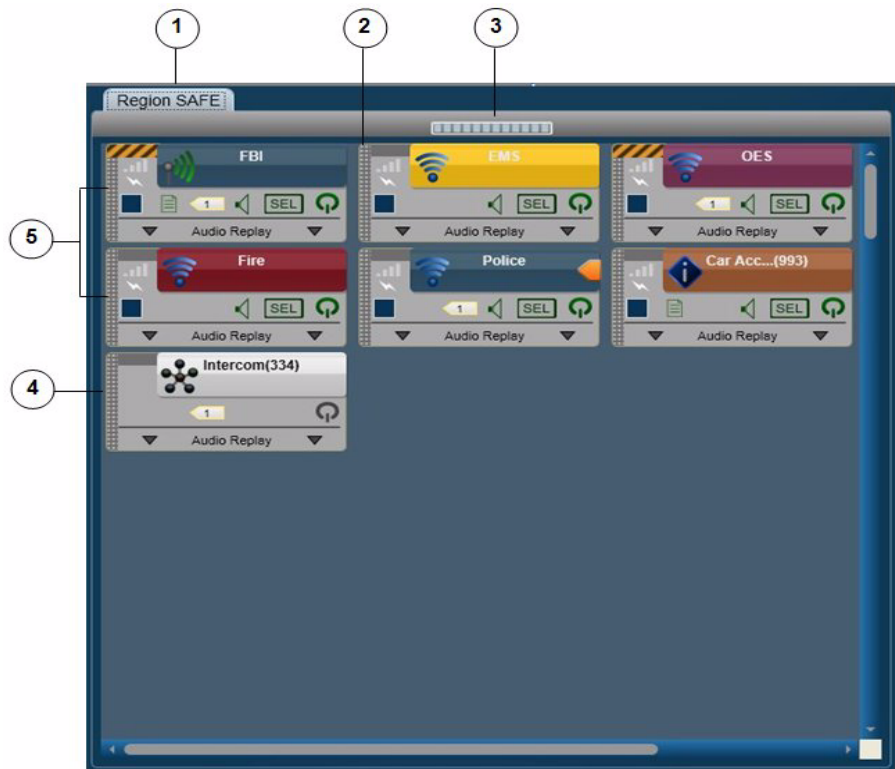 1 2 3
Region SAFE
FBI EMS OES
1 SEL SEL 1 SEL
Audio Replay Audio Replay Audio Replay
5
Fire Police Car Acc...(993)
SEL 1 SEL SEL
Audio Replay Audio Replay Audio Replay
4
Intercom(334)
1
Audio Replay